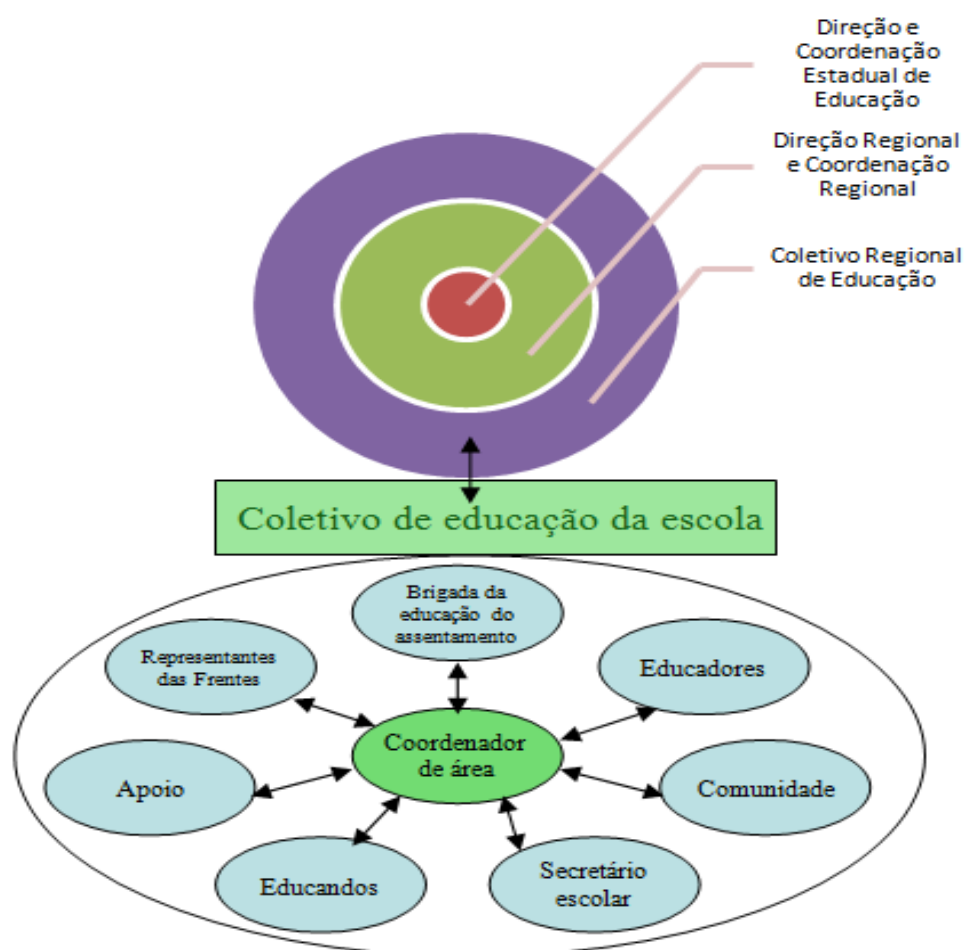 Direção e
Coordenação
Estadual de
Educação
Direção Regional
e Coordenação
Regional
Coletivo Regional
de Educação
Coletivo de educação da escola
Brigada da
educação do
assentamento
Representantes
das Frentes
Educadores
Coordenador
de área
Apoio
Comunidade
Educandos
Secretário
escolar